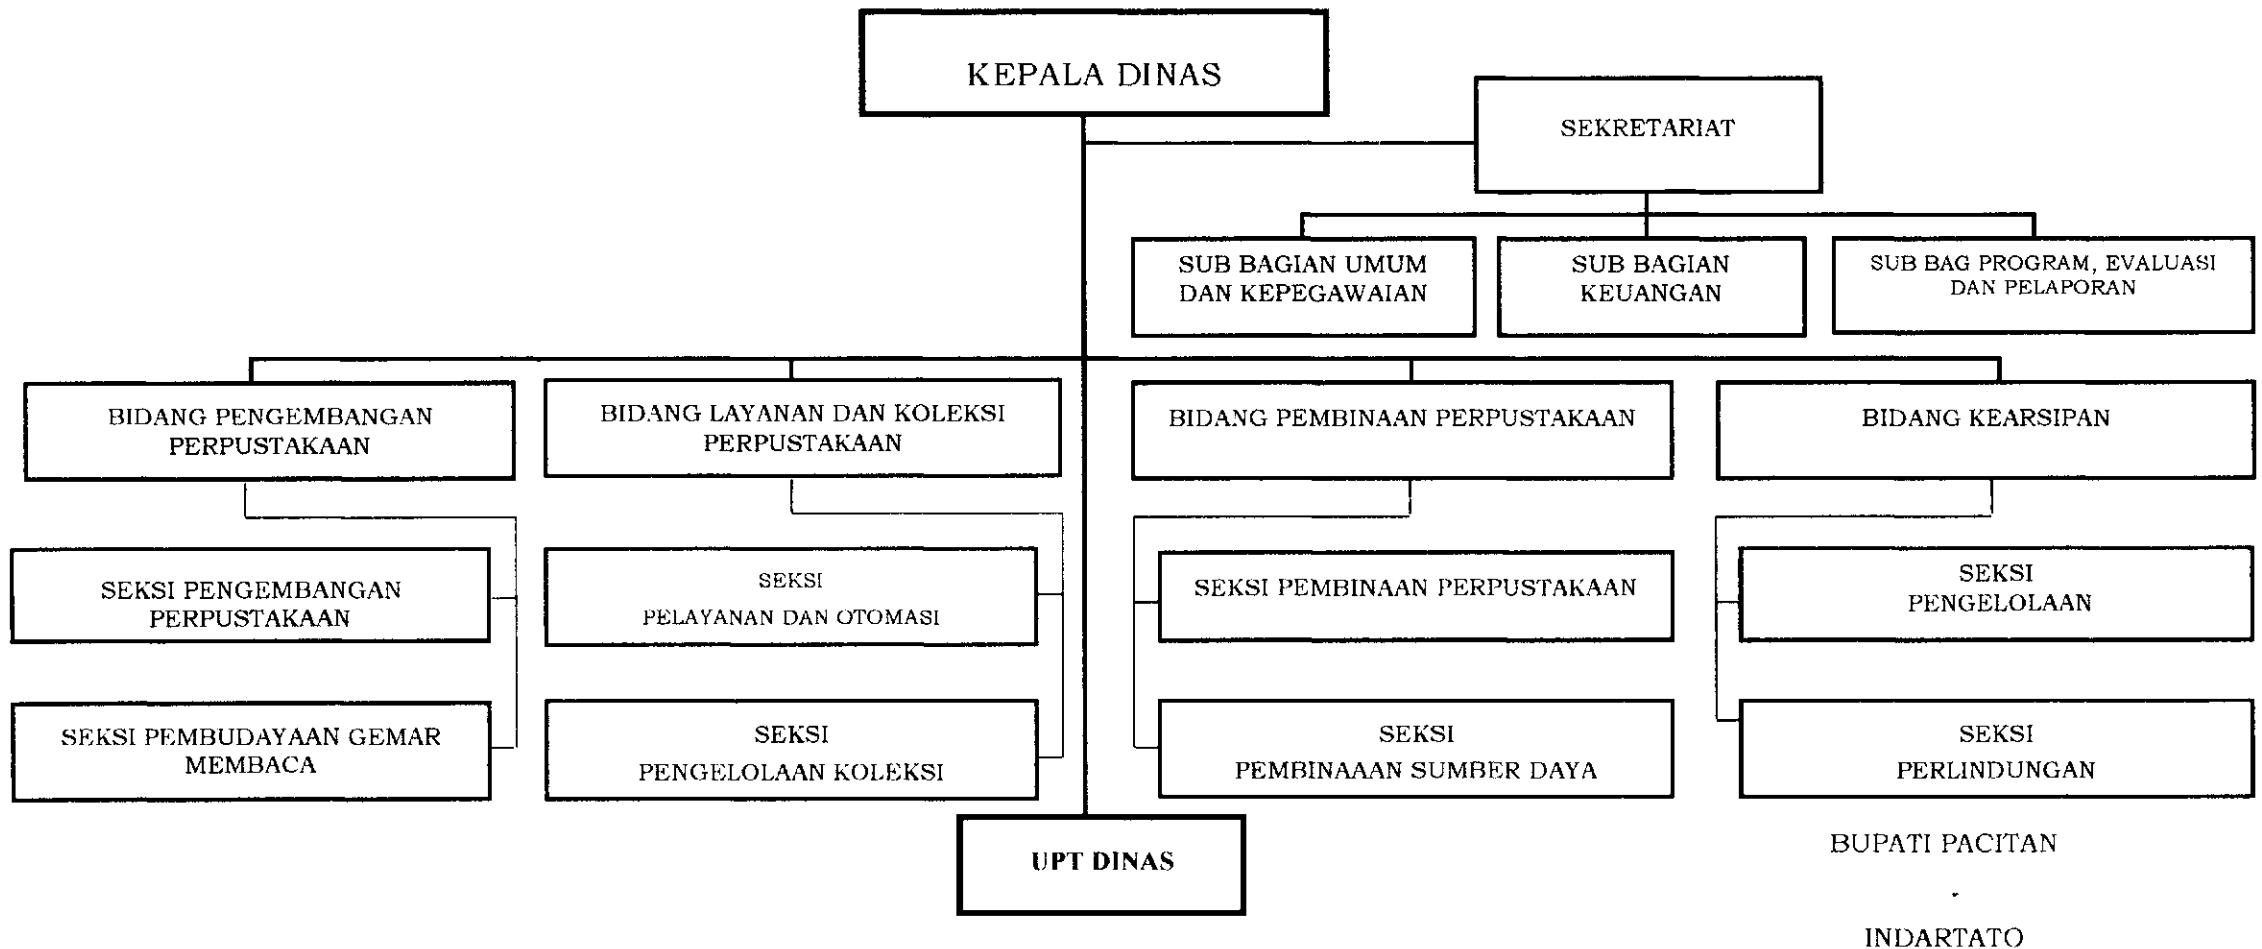 KEPALA DINAS
SEKRETARIAT
SUB BAGIAN UMUM
DAN KEPEGAWAIAN
SUB BAGIAN
KEUANGAN
SUB BAG PROGRAM, EVALUASI
DAN PELAPORAN
BIDANG PENGEMBANGAN
PERPUSTAKAAN
BIDANG LAYANAN DAN KOLEKSI
PERPUSTAKAAN
BIDANG PEMBINAAN PERPUSTAKAAN
BIDANG KEARSIPAN
SEKSI PENGEMBANGAN
PERPUSTAKAAN
SEKSI
PELAYANAN DAN OTOMASI
SEKSI PEMBINAAN PERPUSTAKAAN
SEKSI
PENGELOLAAN
SEKSI PEMBUDAYAAN GEMAR
MEMBACA
SEKSI
PENGELOLAAN KOLEKSI
SEKSI
PEMBINAAAN SUMBER DAYA
SEKSI
PERLINDUNGAN
UPT DINAS
BUPATI PACITAN
INDARTATO